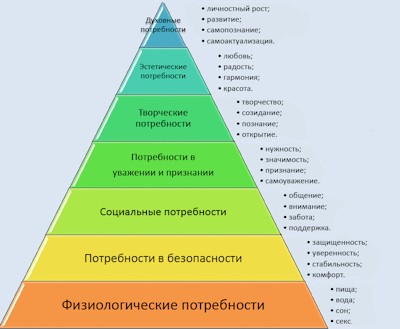 Духовные
потребности
• личностный рост;
• развитие;
• самопознание;
• самоактуализация.
Эстетические
потребности
• любовь;
• радость;
• гармония;
• красота.
Творческие
потребности
• творчество;
• созидание;
• познание;
• открытие.
Потребности в
уважении и признании
• нужность;
• значимость;
• признание;
• самоуважение.
Социальные потребности
• общение;
• внимание;
• забота;
• поддержка.
Потребности в безопасности
• защищенность;
• уверенность;
• стабильность;
• комфорт.
Физиологические потребности
• пища;
• вода;
• сон;
• секс.